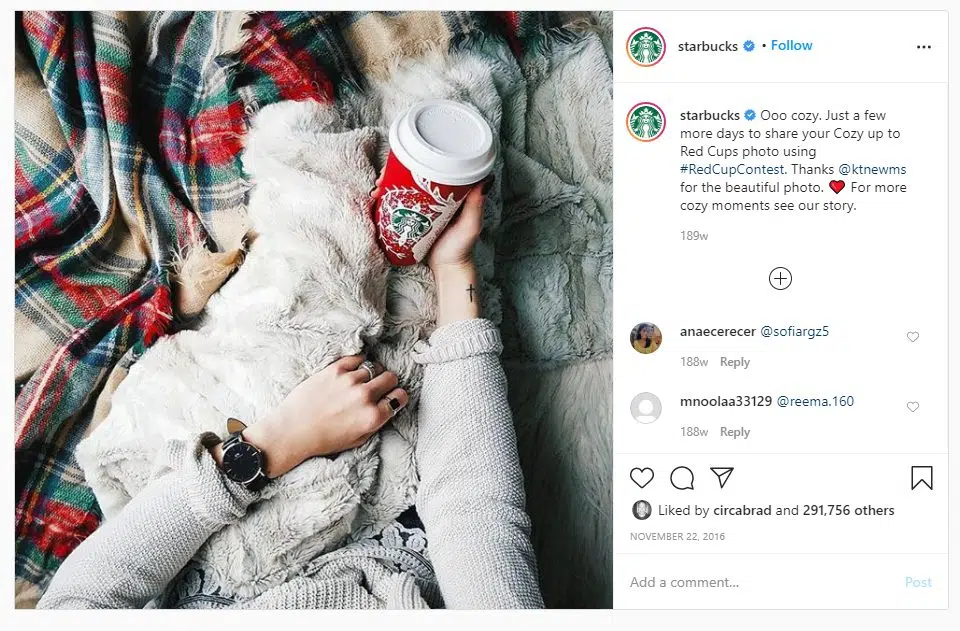 starbucks • Follow
starbucks Ooo cozy. Just a few
more days to share your Cozy up to
Red Cups photo using
#RedCupContest. Thanks @ktnewms
for the beautiful photo. ❤️ For more
cozy moments see our story.
189w
anaecerecer @sofiargz5
188w Reply
mnoolaa33129 @reema.160
188w Reply
Liked by circabrad and 291,756 others
NOVEMBER 22, 2016
Add a comment... Post